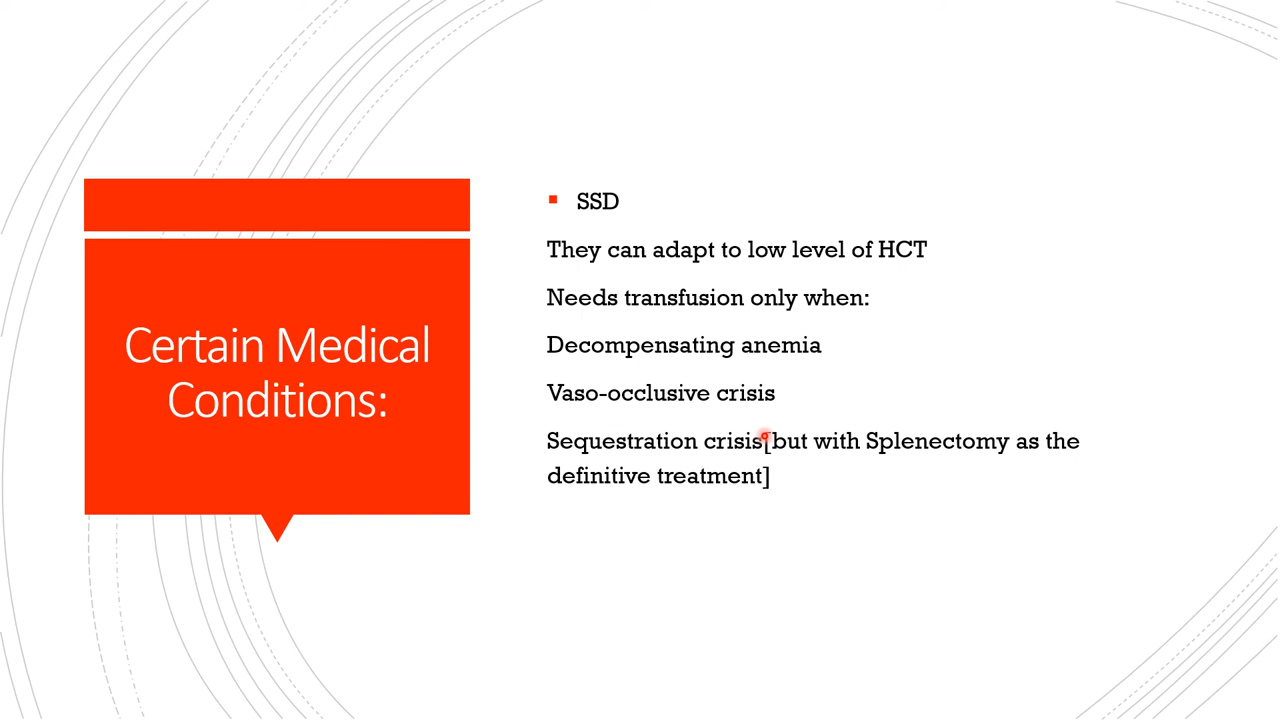 Certain Medical
Conditions:
SSD
They can adapt to low level of HCT
Needs transfusion only when:
Decompensating anemia
Vaso-occlusive crisis
Sequestration crisis[but with Splenectomy as the
definitive treatment]